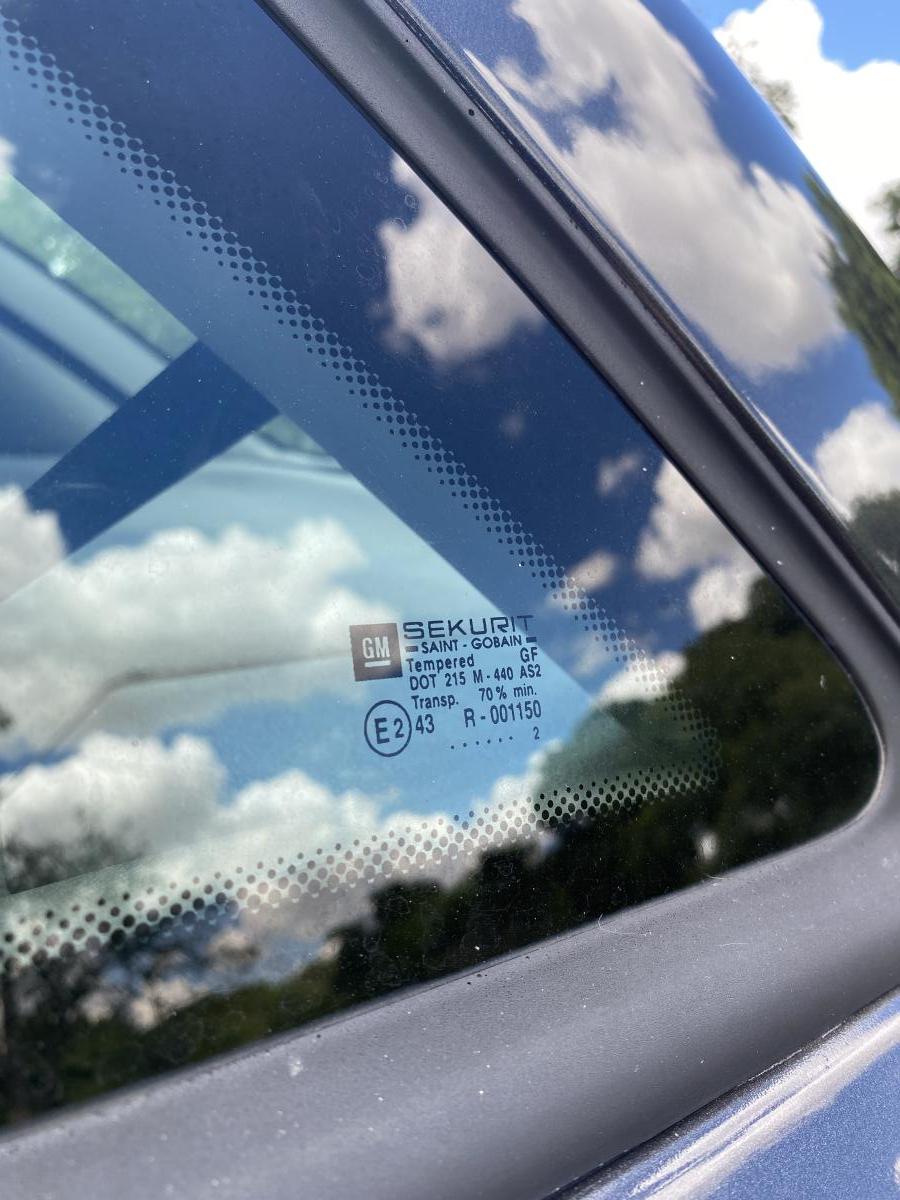 GM
SEKURIT
SAINT - GOBAIN
Tempered GF
DOT 215 M - 440 AS2
Transp. 70 % min.
E2 43 R - 001150
. . . . . . 2